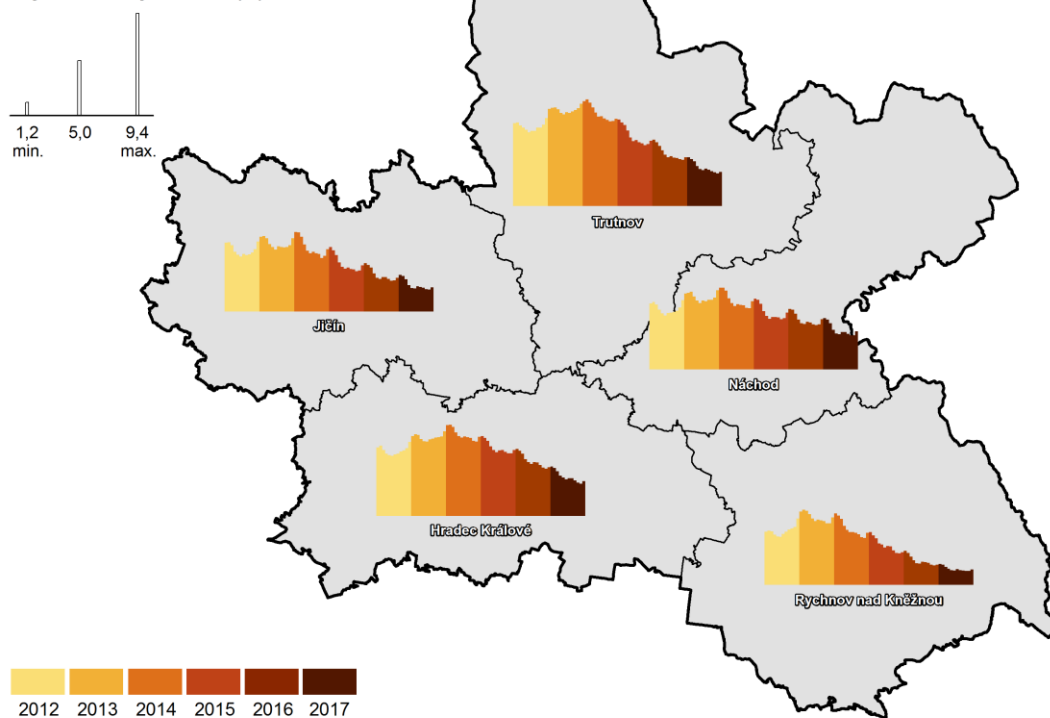 1,2
min.
5,0
9,4
max.
Trutnov
Jičín
Náchod
Hradec Králové
Rychnov nad Kněžnou
2012 2013 2014 2015 2016 2017